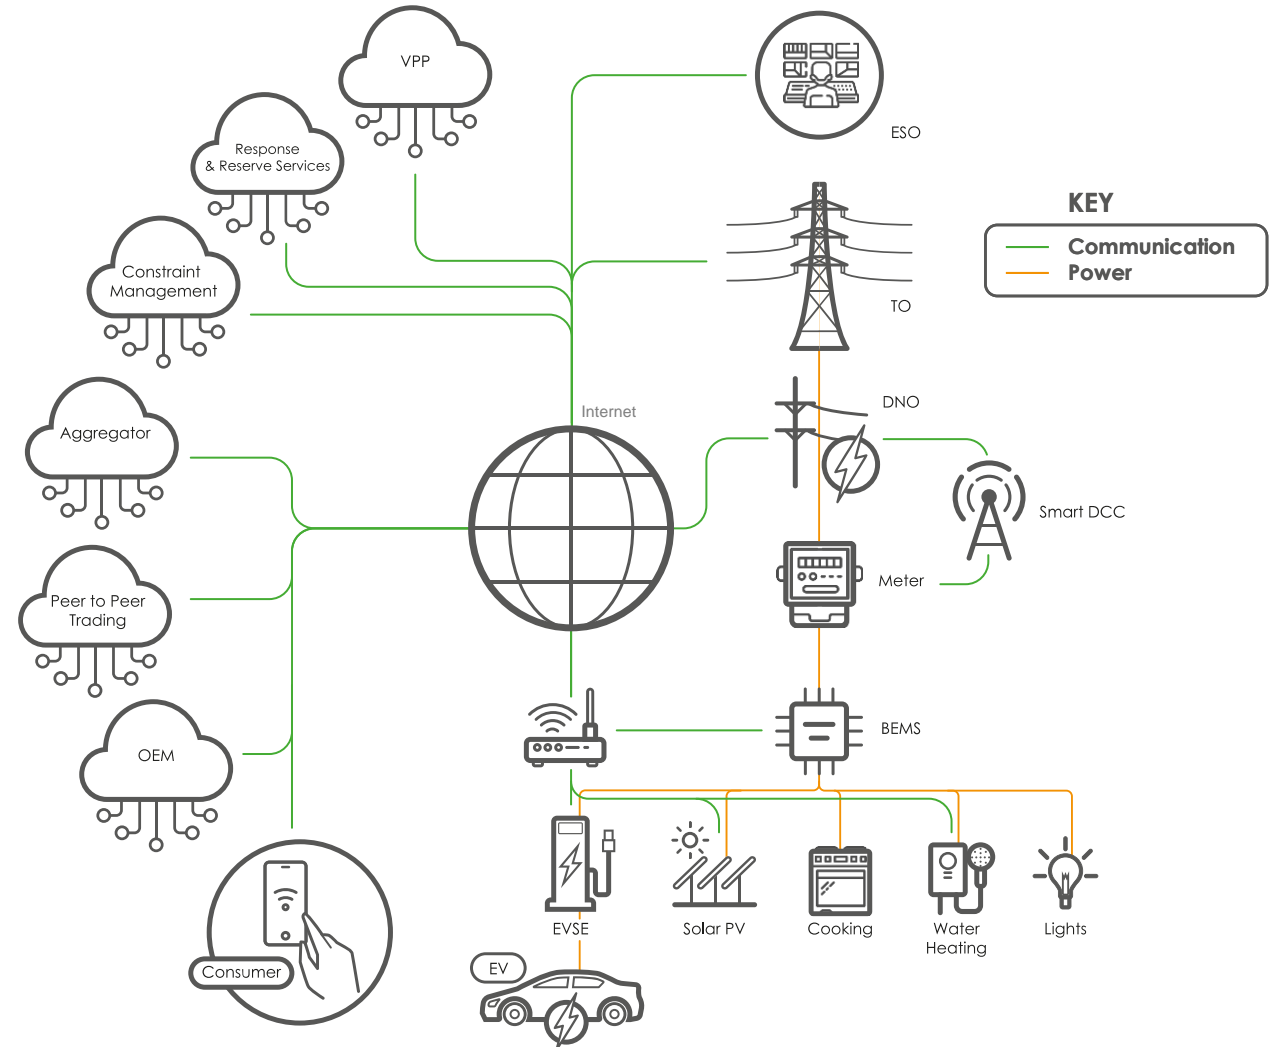 VPP
ESO
Response
& Reserve Services
KEY
Communication
Power
Constraint
Management
TO
Internet
DNO
Aggregator
Smart DCC
Meter
Peer to Peer
Trading
BEMS
OEM
EVSE
Solar PV
Cooking
Water
Heating
Lights
Consumer
EV